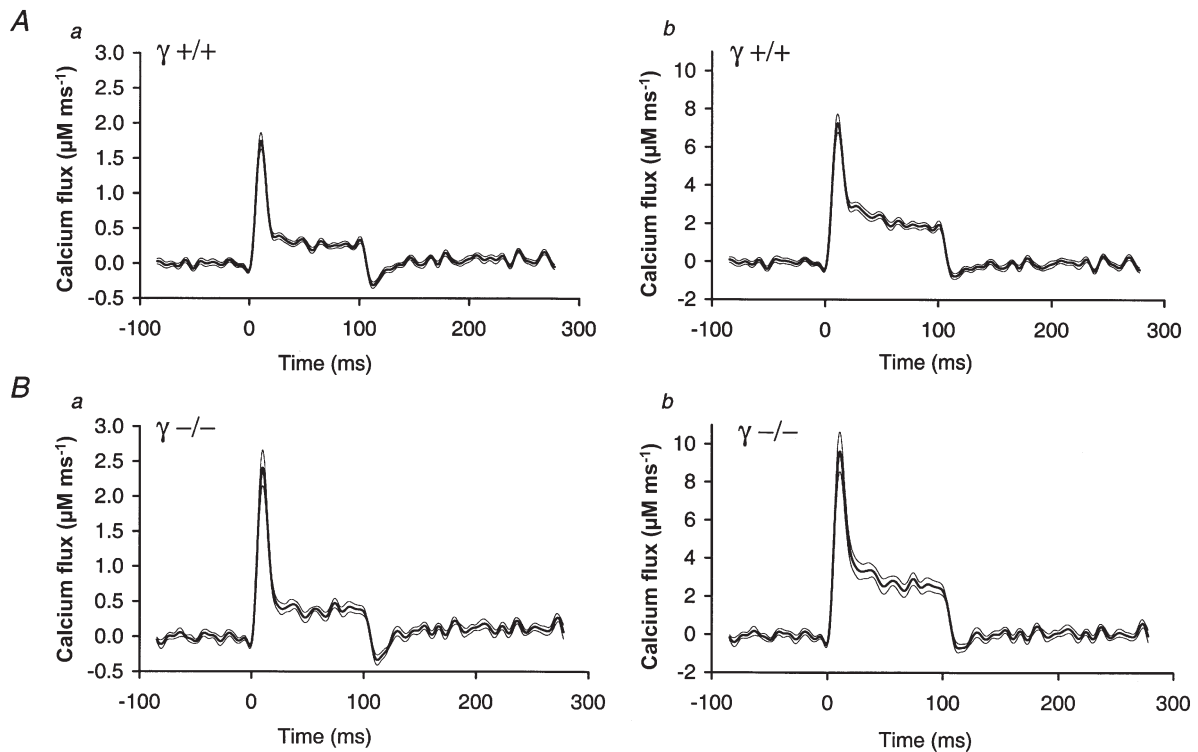 A
a
γ +/+
Calcium flux (µM ms-1)
3.0
2.5
2.0
1.5
1.0
0.5
0.0
-0.5
-100 0 100 200 300
Time (ms)
b
γ +/+
Calcium flux (µM ms-1)
10
8
6
4
2
0
-2
-100 0 100 200 300
Time (ms)
B
a
γ −/−
Calcium flux (µM ms-1)
3.0
2.5
2.0
1.5
1.0
0.5
0.0
-0.5
-100 0 100 200 300
Time (ms)
b
γ −/−
Calcium flux (µM ms-1)
10
8
6
4
2
0
-2
-100 0 100 200 300
Time (ms)